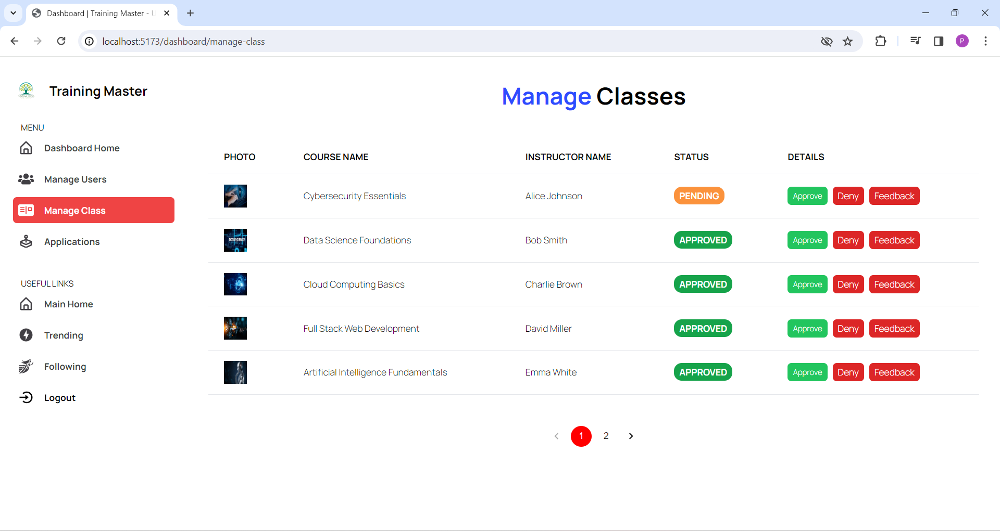 Dashboard | Training Master - U
localhost:5173/dashboard/manage-class
P
YOGA LOGO
Training Master
Manage Classes
MENU
Dashboard Home
Manage Users
Manage Class
Applications
USEFUL LINKS
Main Home
Trending
Following
Logout
PHOTO COURSE NAME INSTRUCTOR NAME STATUS DETAILS
Cybersecurity Essentials Alice Johnson PENDING Approve Deny Feedback
DATA SCIENCE Data Science Foundations Bob Smith APPROVED Approve Deny Feedback
Cloud Computing Basics Charlie Brown APPROVED Approve Deny Feedback
Full Stack Web Development David Miller APPROVED Approve Deny Feedback
Artificial Intelligence Fundamentals Emma White APPROVED Approve Deny Feedback
1 2